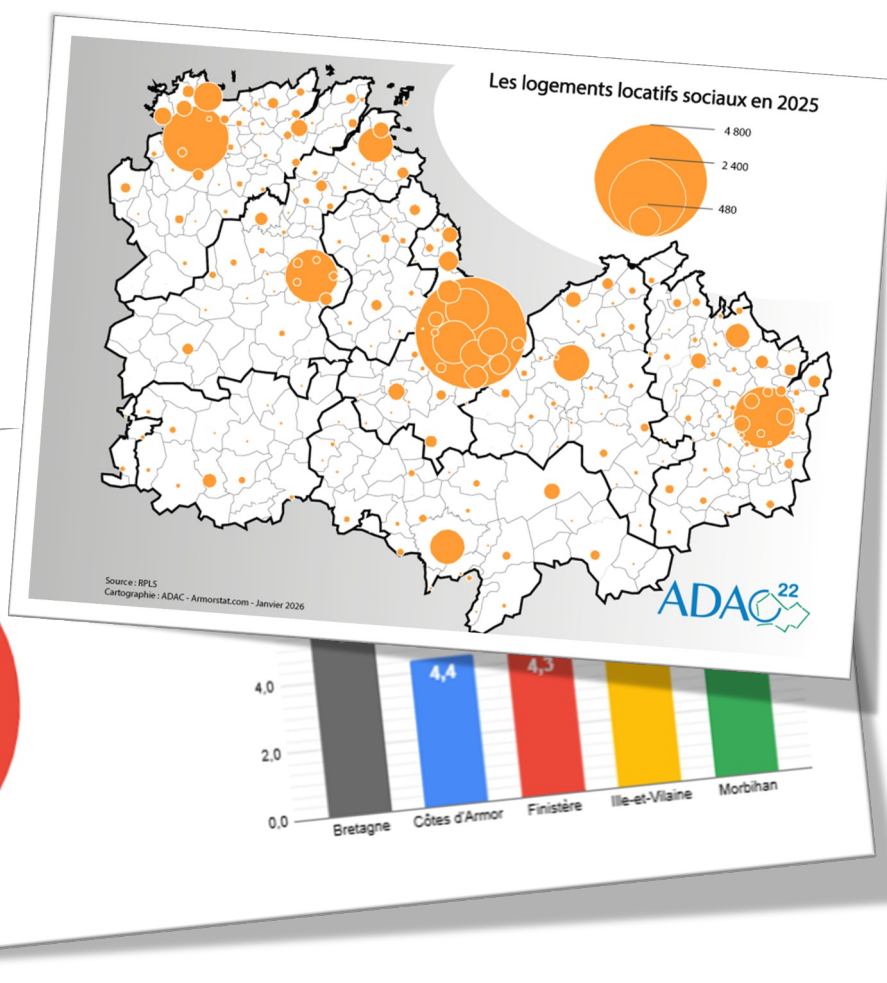 Les logements locatifs sociaux en 2025
4 800
2 400
480
Source : RPLS
Cartographie : ADAC - Armorstat.com - Janvier 2026
ADAC 22
4,4
4,3
4,0
2,0
0,0
Bretagne
Côtes d'Armor
Finistère
Ille-et-Vilaine
Morbihan